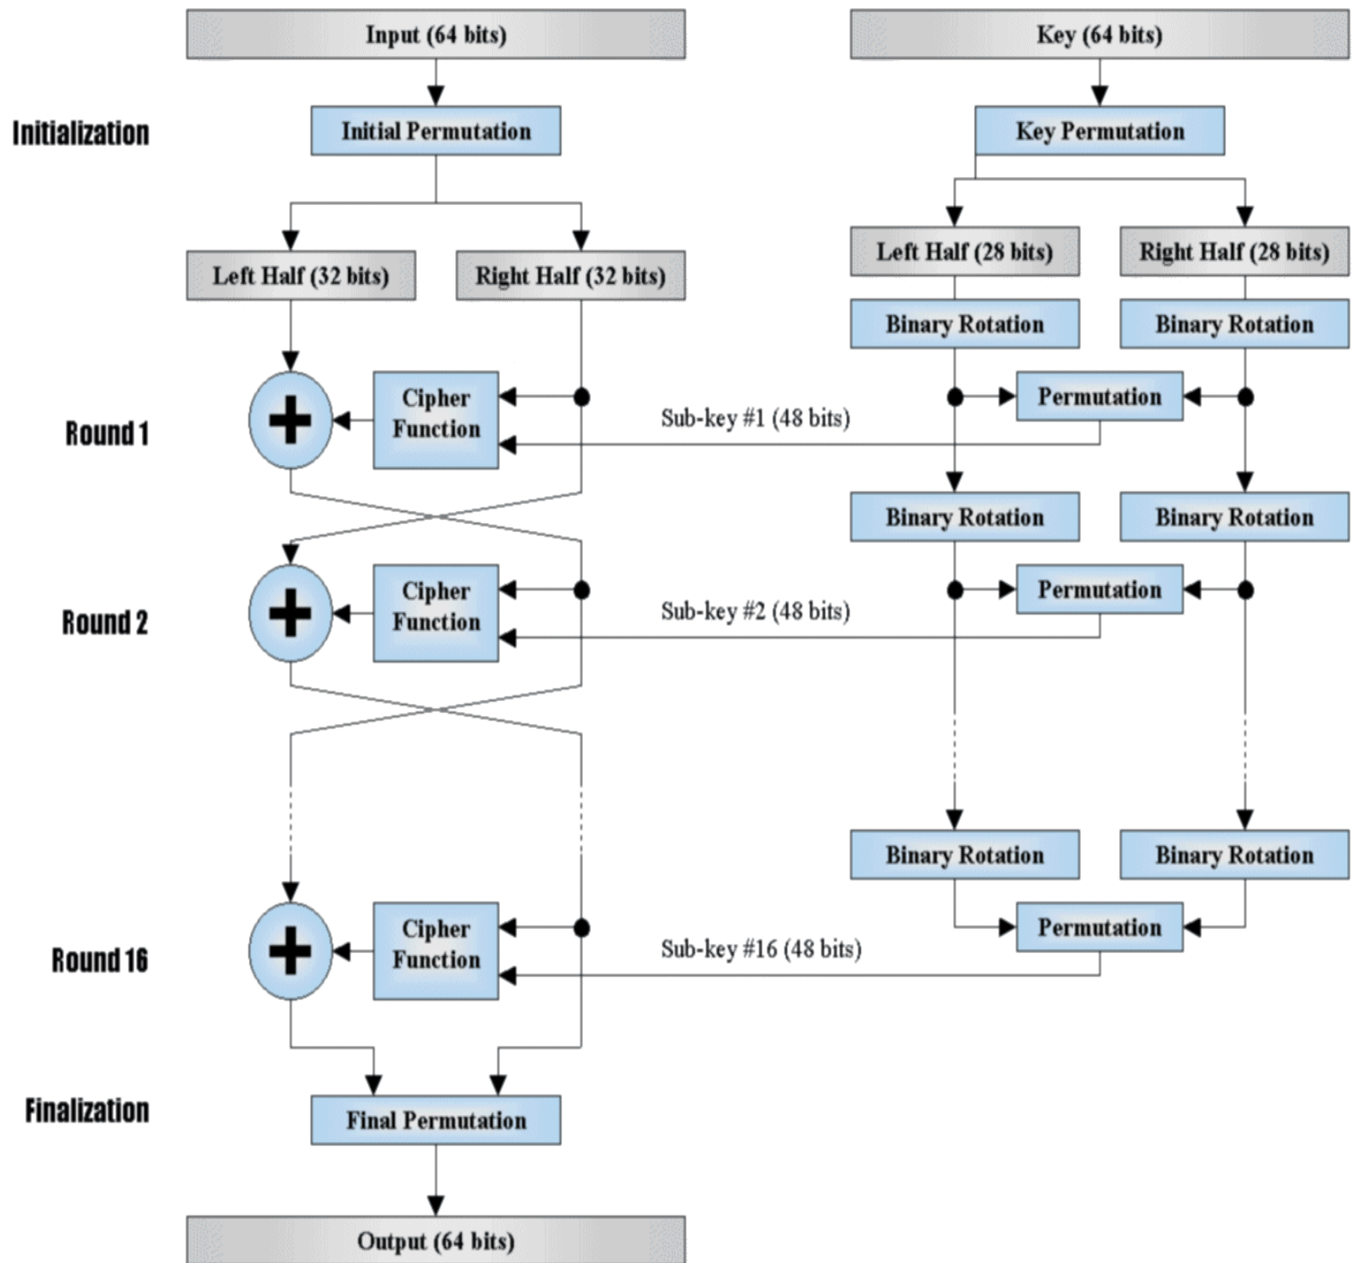 Input (64 bits)
Key (64 bits)
Initialization
Initial Permutation
Key Permutation
Left Half (32 bits)
Right Half (32 bits)
Left Half (28 bits)
Right Half (28 bits)
Binary Rotation
Binary Rotation
Round 1
Cipher
Function
Sub-key #1 (48 bits)
Permutation
Binary Rotation
Binary Rotation
Round 2
Cipher
Function
Sub-key #2 (48 bits)
Permutation
Binary Rotation
Binary Rotation
Round 16
Cipher
Function
Sub-key #16 (48 bits)
Permutation
Finalization
Final Permutation
Output (64 bits)